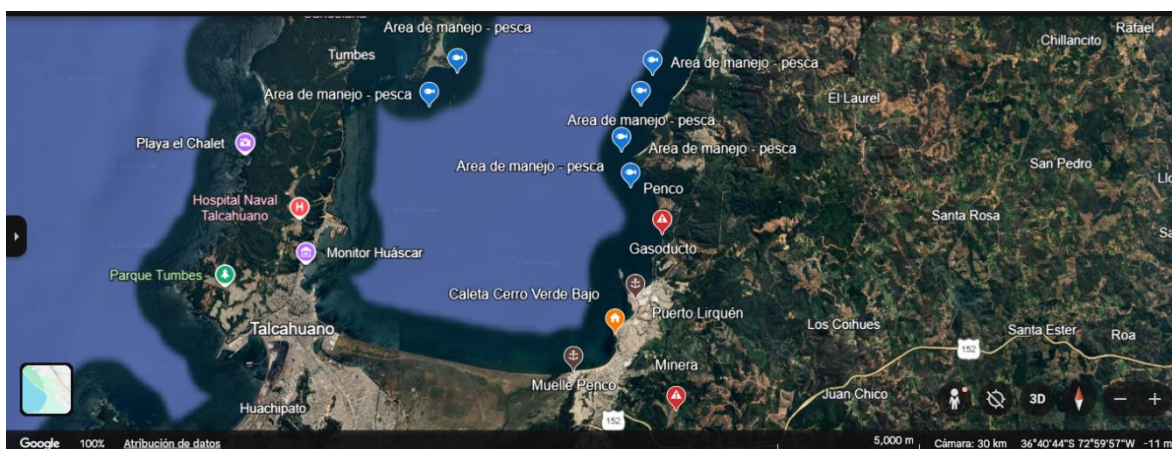 Rafael
Area de manejo - pesca
Chillancito
Tumbes
Area de manejo - pesca
Area de manejo - pesca
El Laurel
Area de manejo - pesca
Playa el Chalet
Area de manejo - pesca
Area de manejo - pesca
San Pedro
Penco
Hospital Naval
Talcahuano
H
Santa Rosa
Gasoducto
Monitor Huáscar
Parque Tumbes
Caleta Cerro Verde Bajo
Puerto Lirquén
Talcahuano
Los Coihues
Santa Ester
Roa
152
Minera
Muelle Penco
Juan Chico
3D
Huachipato
152
Google
100%
Atribución de datos
5,000 m
Cámara: 30 km
36°40'44"S 72°59'57"W
-11 m